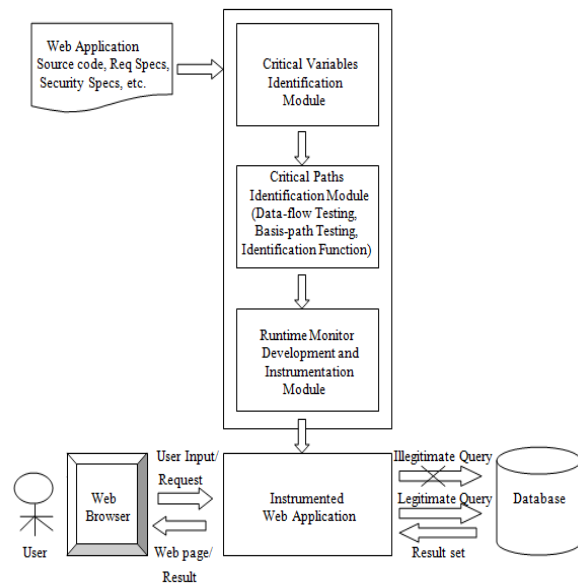 Web Application
Source code, Req Specs,
Security Specs, etc.
Critical Variables
Identification
Module
Critical Paths
Identification Module
(Data-flow Testing,
Basis-path Testing,
Identification Function)
Runtime Monitor
Development and
Instrumentation
Module
User
Web
Browser
User Input/
Request
Web page/
Result
Instrumented
Web Application
Illegitimate Query
Legitimate Query
Result set
Database